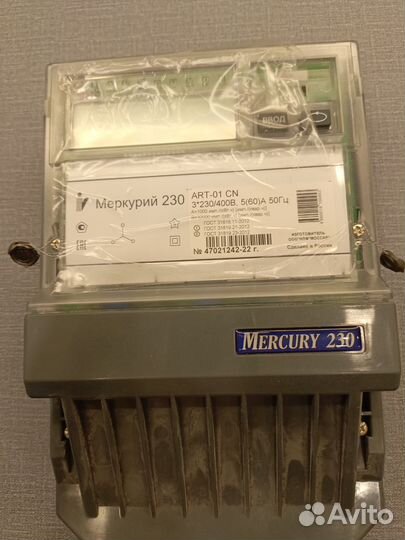 ВВОД
Меркурий 230
ART-01 CN
3*230/400В, 5(60)А 50Гц
ГОСТ 31818.11-2012
ГОСТ 31819.21-2012
ГОСТ 31819.23-2012
№ 47021242-22 г.
ИЗГОТОВИТЕЛЬ
Сделано в России
MERCURY 230
Avito